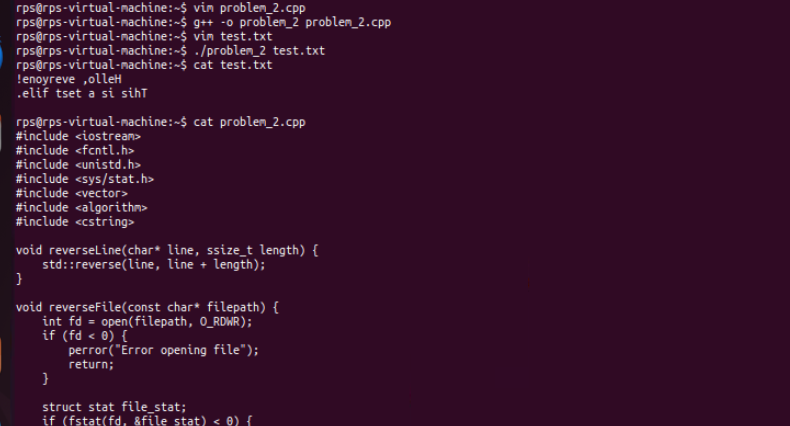 rps@rps-virtual-machine:~$ vim problem_2.cpp
rps@rps-virtual-machine:~$ g++ -o problem_2 problem_2.cpp
rps@rps-virtual-machine:~$ vim test.txt
rps@rps-virtual-machine:~$ ./problem_2 test.txt
rps@rps-virtual-machine:~$ cat test.txt
!enoyreve ,olleH
.elif tset a si sihT

rps@rps-virtual-machine:~$ cat problem_2.cpp
#include <iostream>
#include <fcntl.h>
#include <unistd.h>
#include <sys/stat.h>
#include <vector>
#include <algorithm>
#include <cstring>

void reverseLine(char* line, ssize_t length) {
    std::reverse(line, line + length);
}

void reverseFile(const char* filepath) {
    int fd = open(filepath, O_RDWR);
    if (fd < 0) {
        perror("Error opening file");
        return;
    }

    struct stat file_stat;
    if (fstat(fd, &file_stat) < 0) {